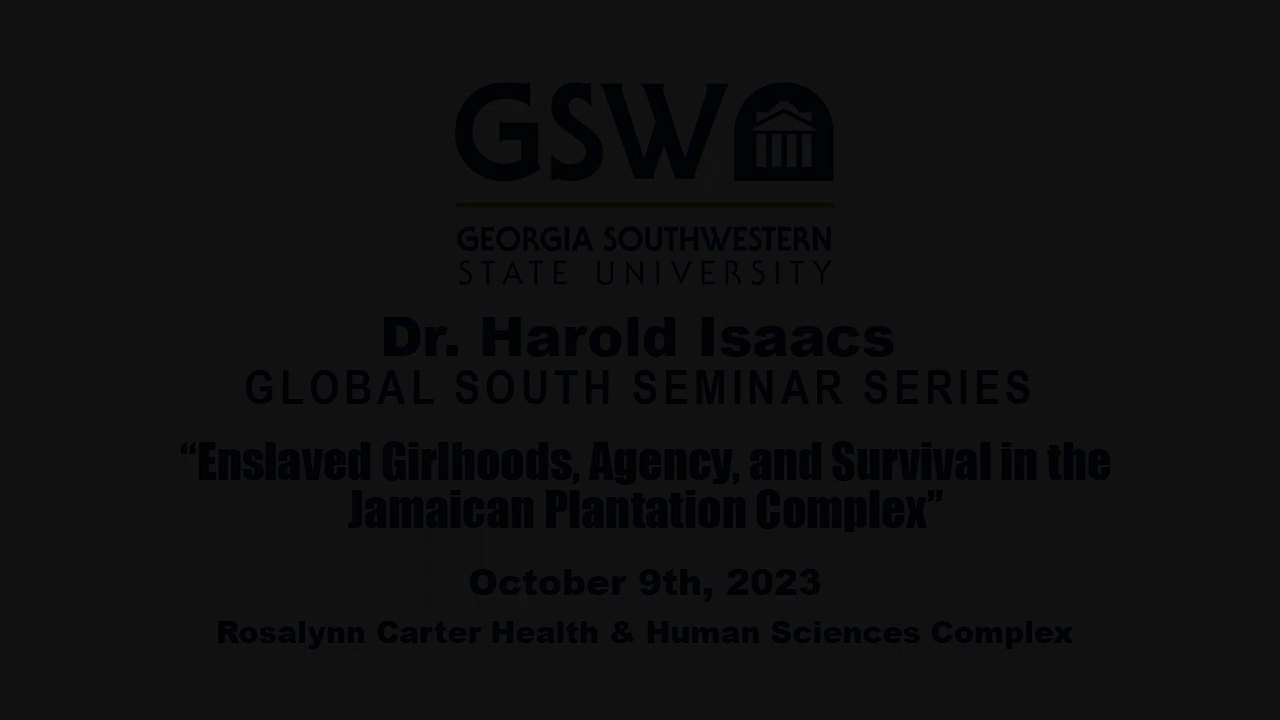 GSW
GEORGIA SOUTHWESTERN
STATE UNIVERSITY
Dr. Harold Isaacs
GLOBAL SOUTH SEMINAR SERIES
“Enslaved Girlhoods, Agency, and Survival in the
Jamaican Plantation Complex”
October 9th, 2023
Rosalynn Carter Health & Human Sciences Complex